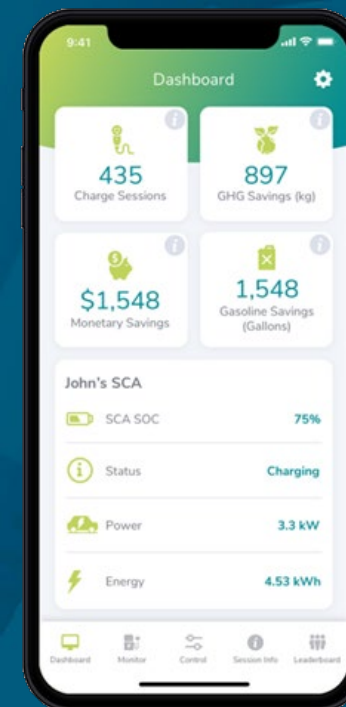 9:41
Dashboard
435
Charge Sessions
897
GHG Savings (kg)
$1,548
Monetary Savings
1,548
Gasoline Savings
(Gallons)
John's SCA
SCA SOC 75%
Status Charging
Power 3.3 kW
Energy 4.53 kWh
Dashboard Monitor Control Session Info Leaderboard